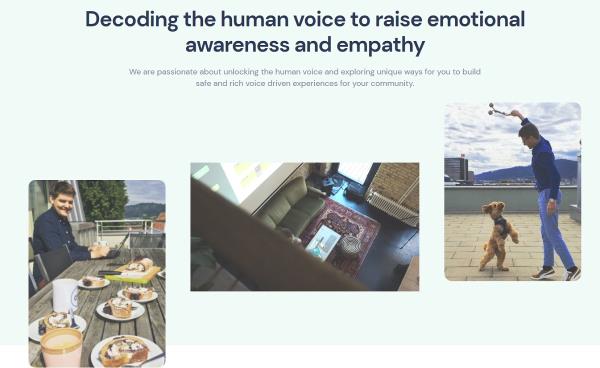 Decoding the human voice to raise emotional
awareness and empathy
We are passionate about unlocking the human voice and exploring unique ways for you to build
safe and rich voice driven experiences for your community.